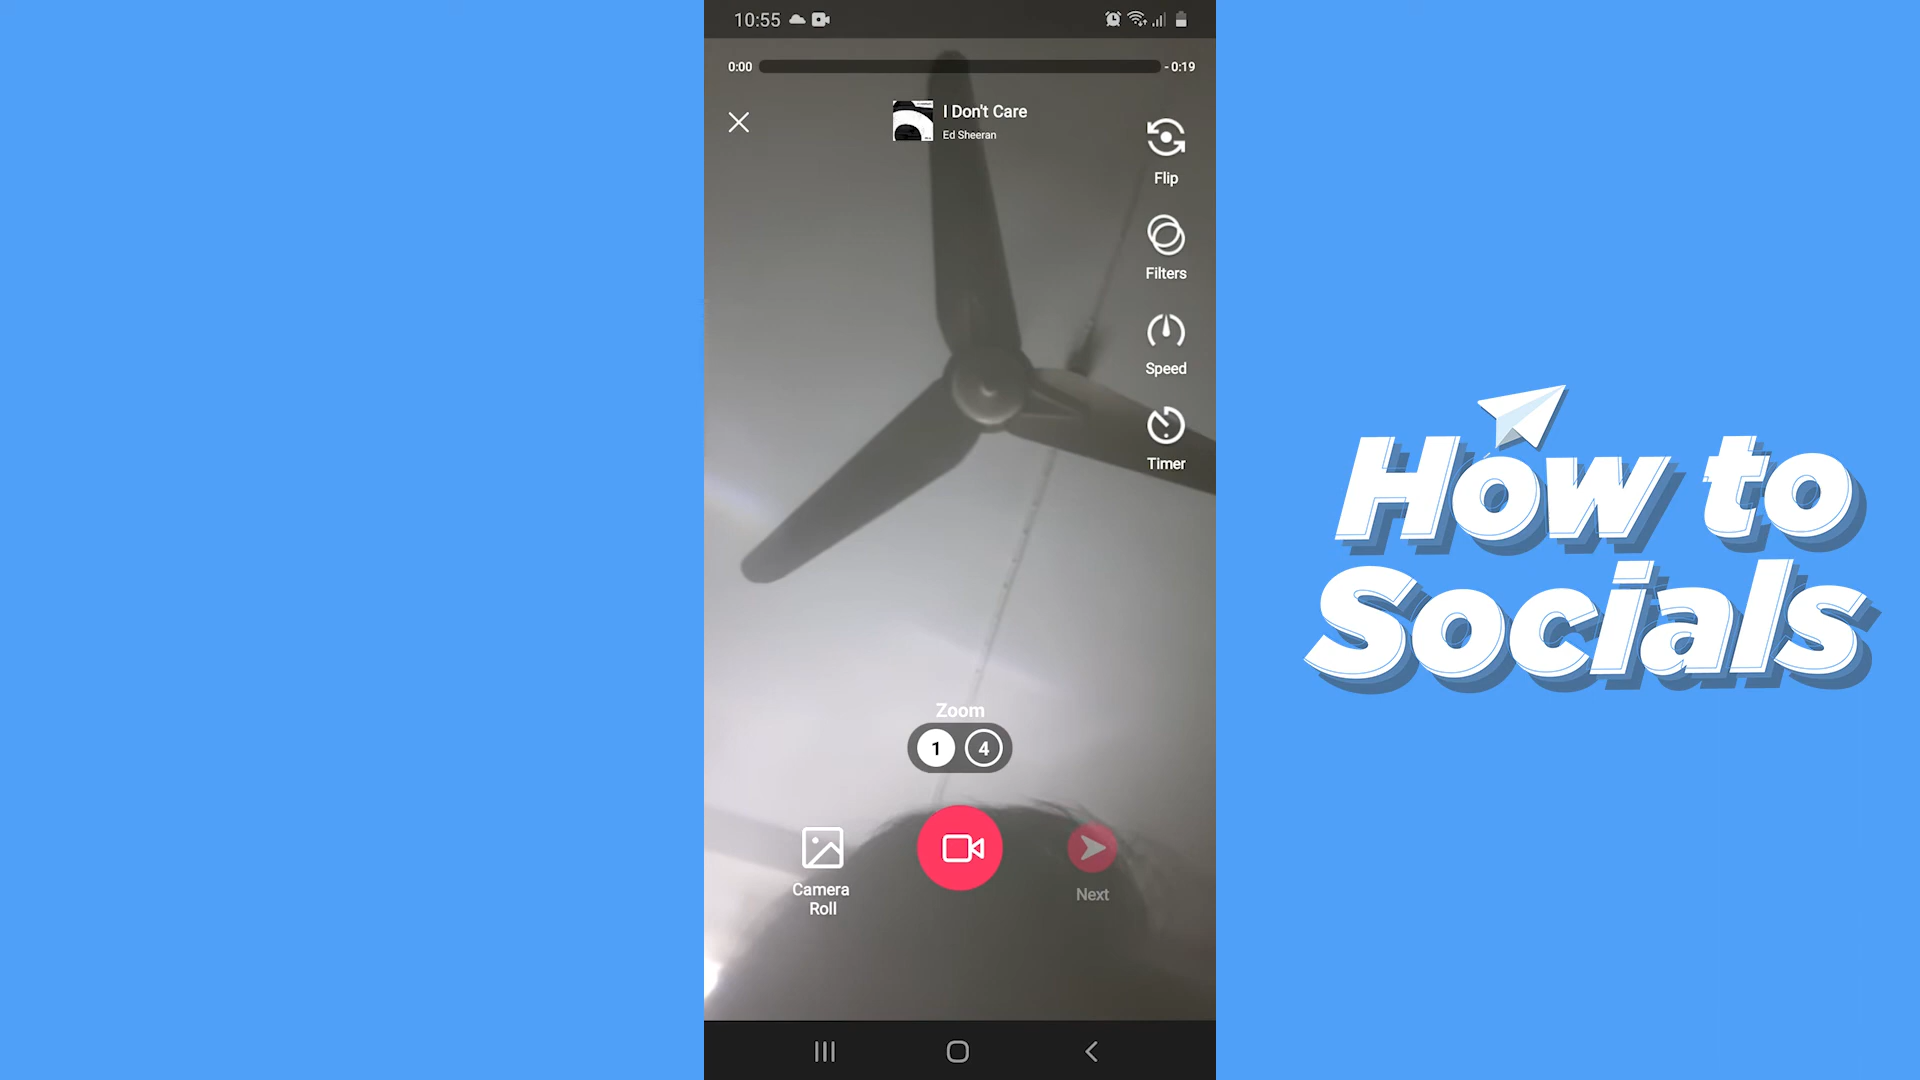 10:55
0:00
- 0:19
I Don't Care
Ed Sheeran
Flip
Filters
Speed
Timer
Zoom
1 4
Camera
Roll
Next
How to
Socials